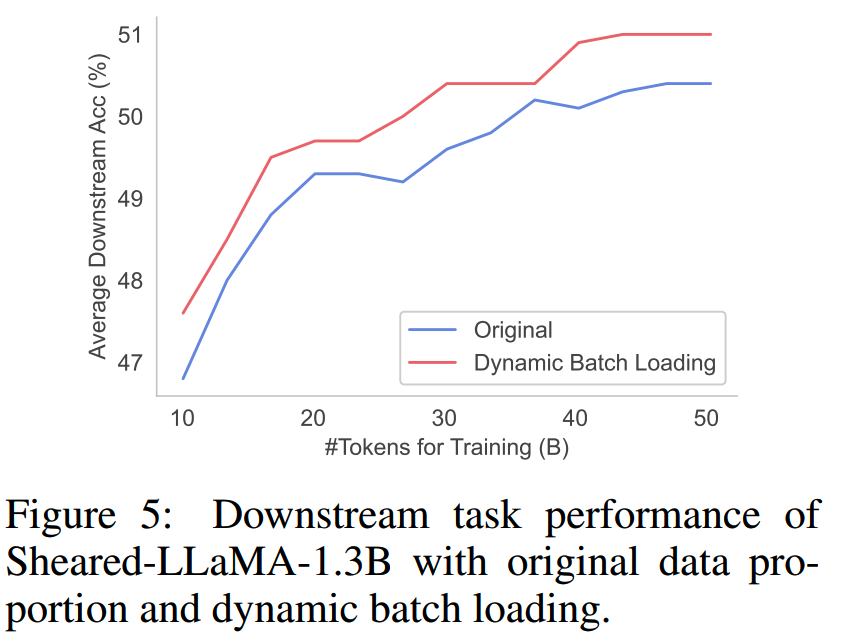 51
50
49
48
47
Average Downstream Acc (%)
Original
Dynamic Batch Loading
10 20 30 40 50
#Tokens for Training (B)
Figure 5: Downstream task performance of
Sheared-LLaMA-1.3B with original data pro-
portion and dynamic batch loading.